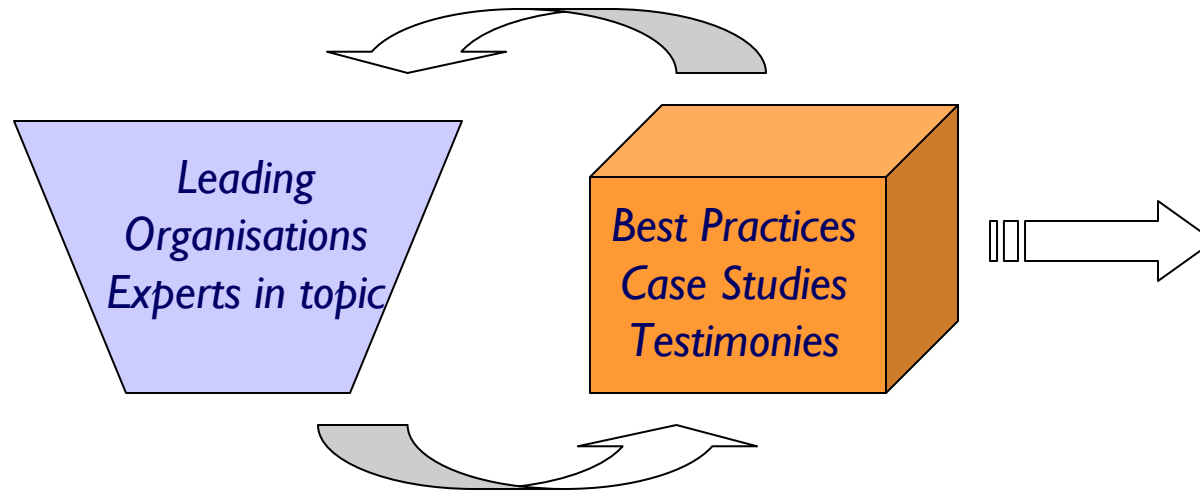 Leading
Organisations
Experts in topic
Best Practices
Case Studies
Testimonies